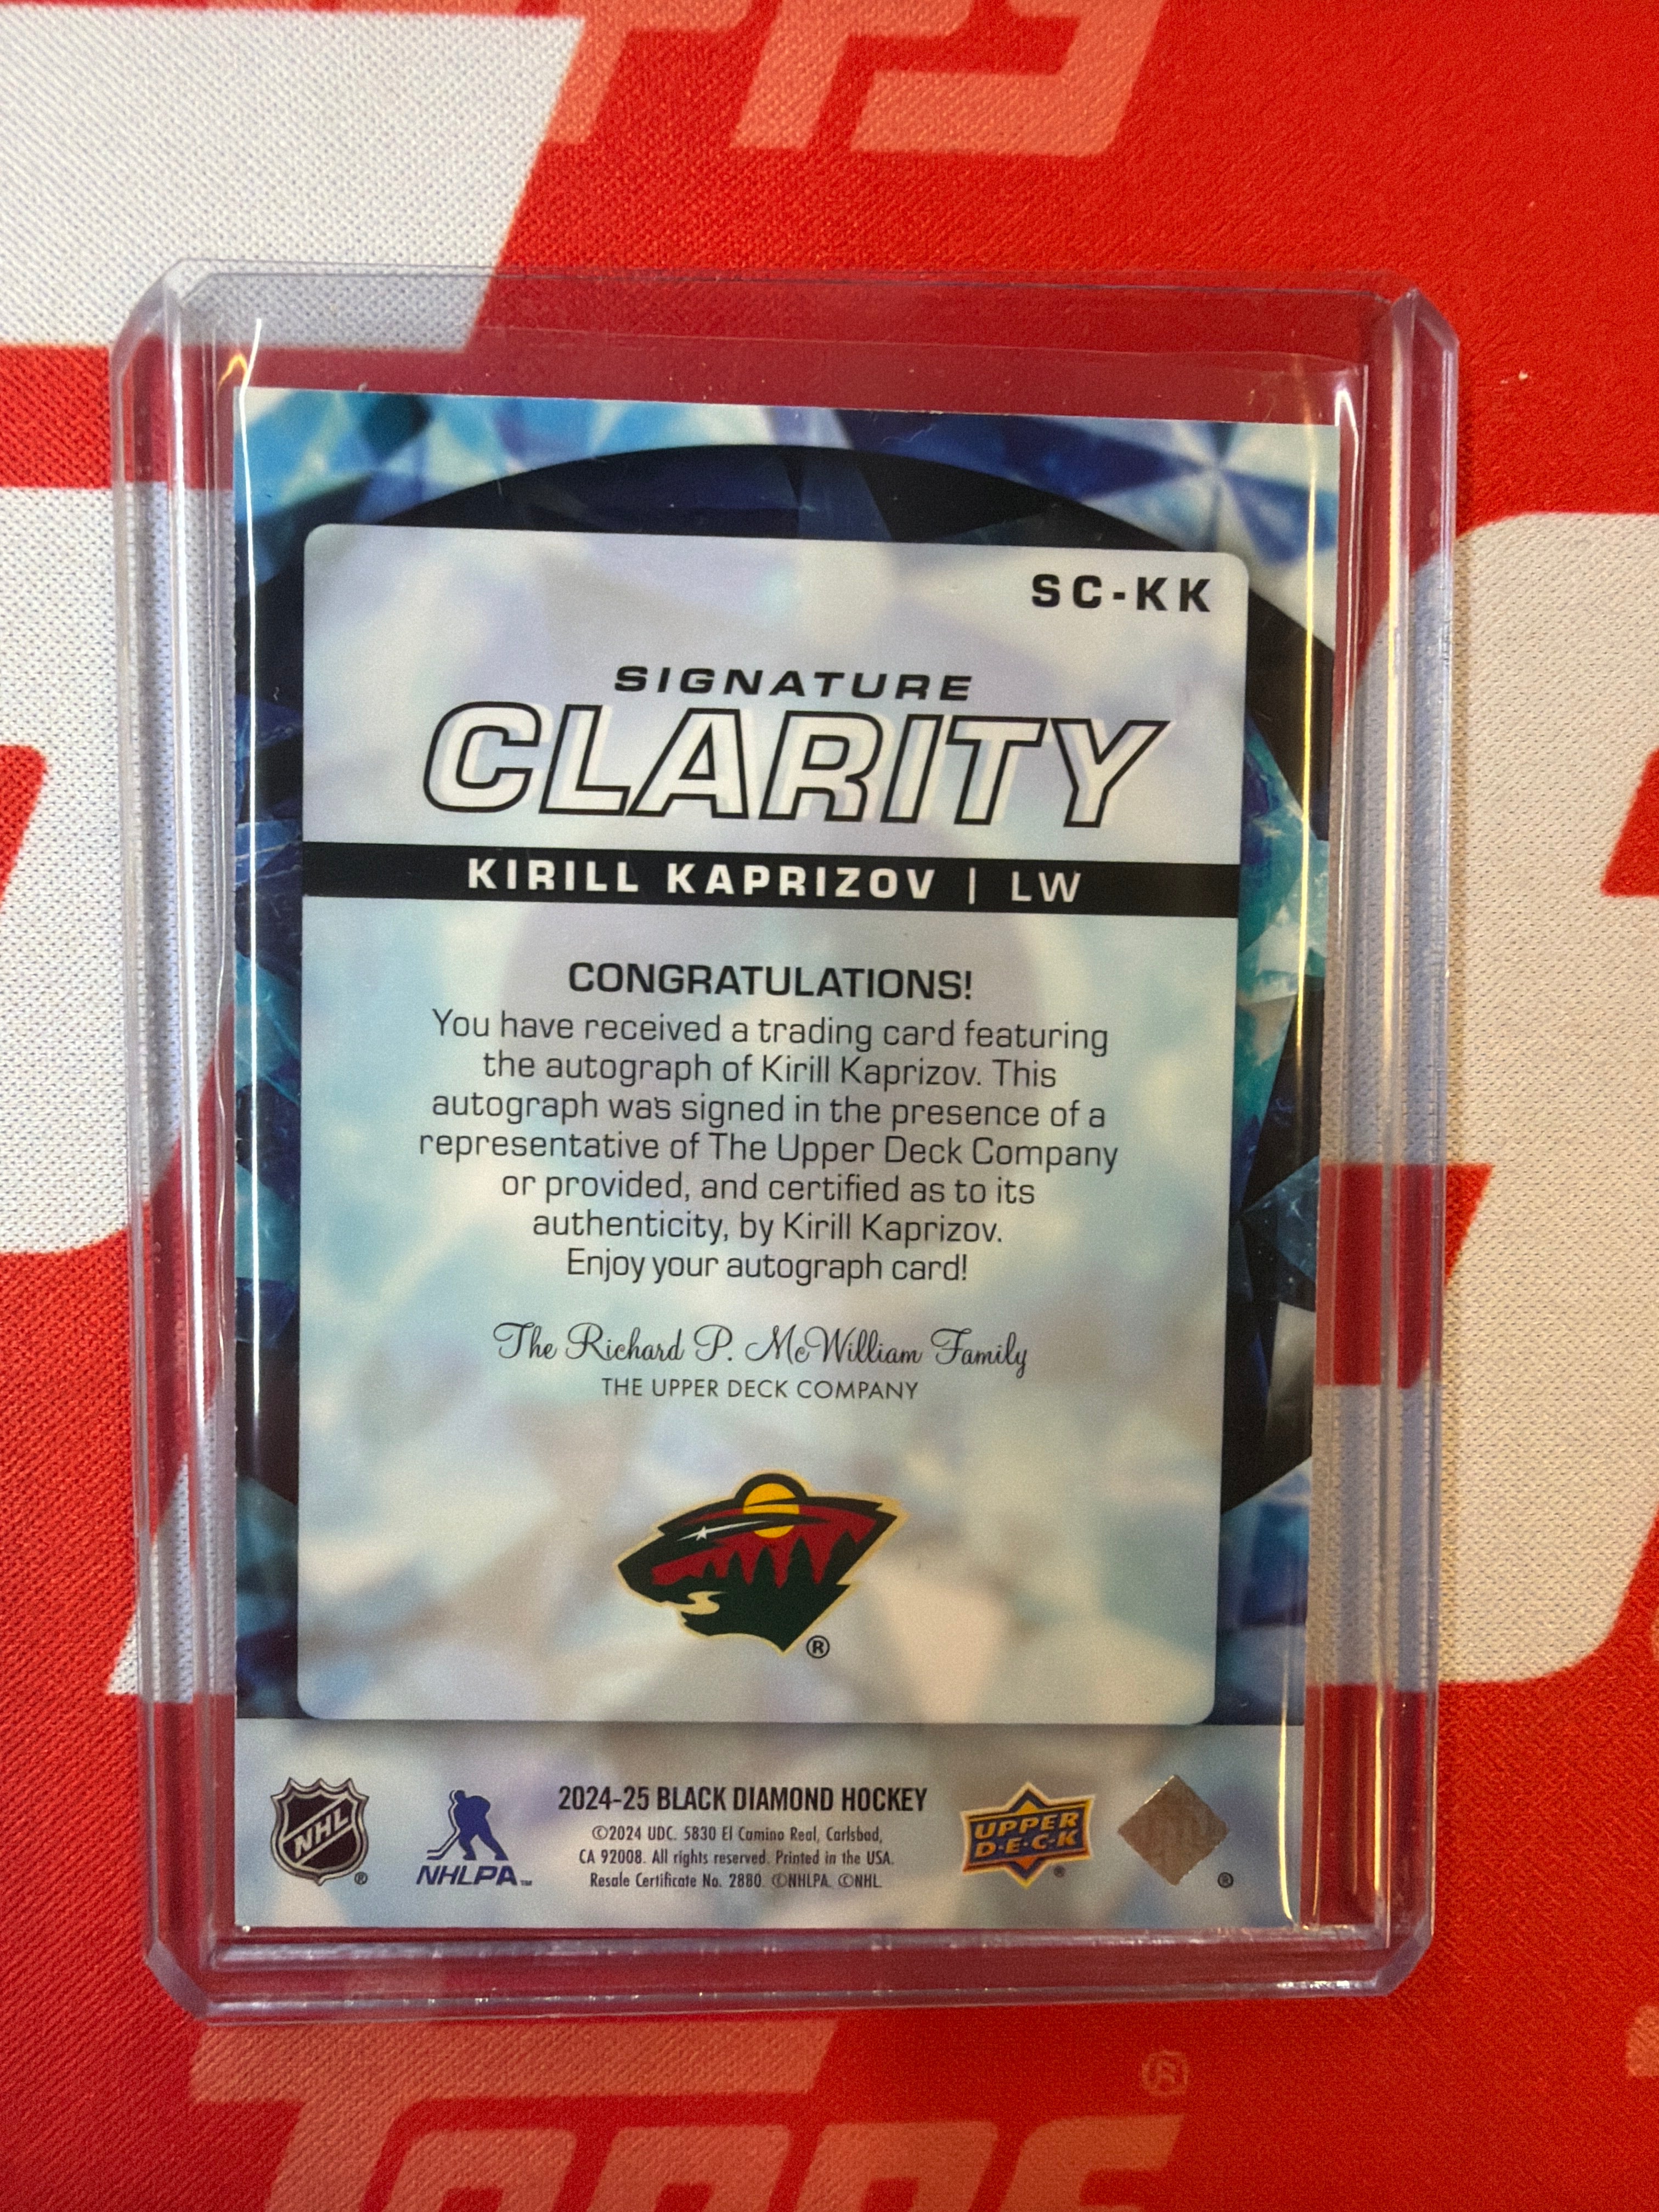 SC-KK
SIGNATURE
CLARITY
KIRILL KAPRIZOV | LW
CONGRATULATIONS!
You have received a trading card featuring
the autograph of Kirill Kaprizov. This
autograph was signed in the presence of a
representative of The Upper Deck Company
or provided, and certified as to its
authenticity, by Kirill Kaprizov.
Enjoy your autograph card!
The Richard P. McWilliam Family
THE UPPER DECK COMPANY
®
NHL ®
NHLPA™
2024-25 BLACK DIAMOND HOCKEY
©2024 UDC. 5830 El Camino Real, Carlsbad,
CA 92008. All rights reserved. Printed in the USA.
Resale Certificate No. 2880. ©NHLPA. ©NHL.
UPPER
D·E·C·K ®
®
Topps ®